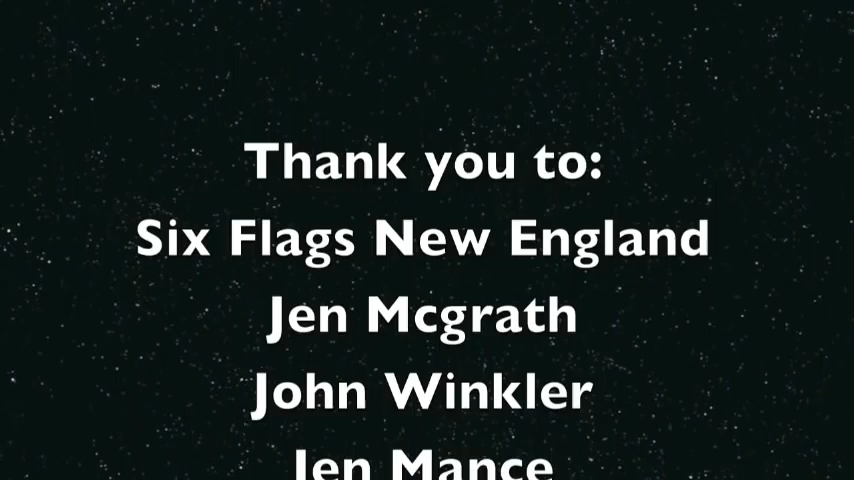 Thank you to:
Six Flags New England
Jen Mcgrath
John Winkler
Jen Mance